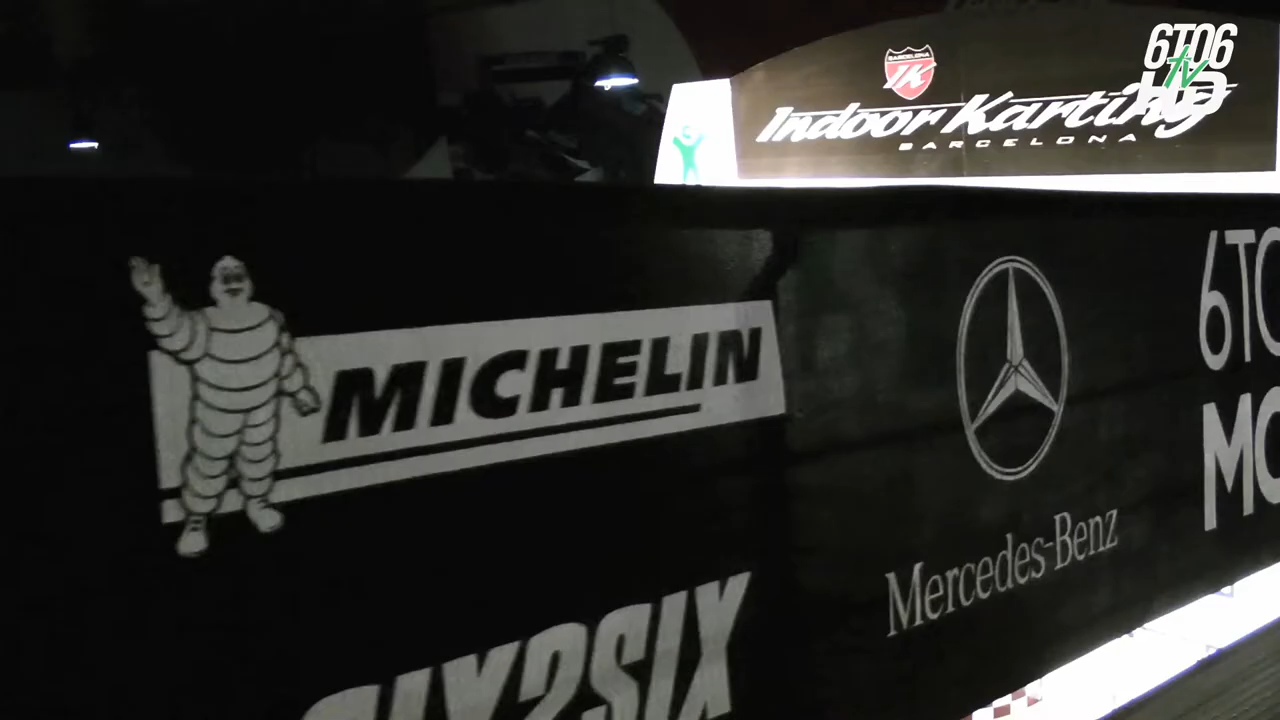 6TO6
tv
HD
BARCELONA
IK
Indoor Karting
BARCELONA
MICHELIN
Mercedes-Benz
6TO
MO
SIX2SIX